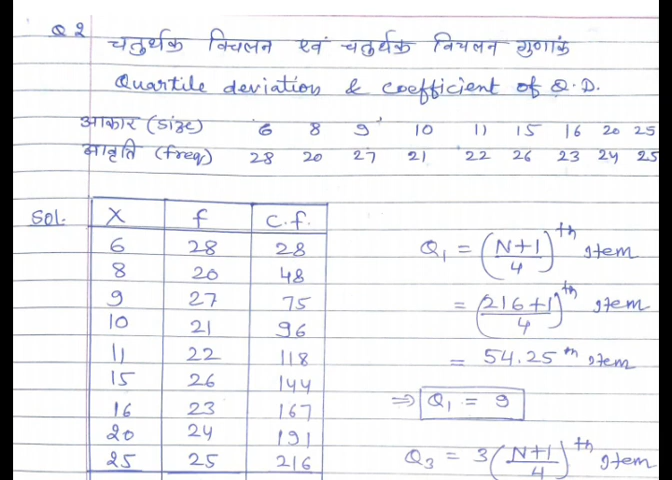 Q 2 चतुर्थक विचलन एवं चतुर्थक विचलन गुणांक
Quartile deviation & coefficient of Q.D.
आकार (Size) 6 8 9 10 11 15 16 20 25
आवृति (freq) 28 20 27 21 22 26 23 24 25
Sol.
X f C.f.
6 28 28
8 20 48
9 27 75
10 21 96
11 22 118
15 26 144
16 23 167
20 24 191
25 25 216
Q₁ = (N+1/4)th Item
= (216+1/4)th Item
= 54.25th Item
⇒ Q₁ = 9
Q₃ = 3(N+1/4)th Item